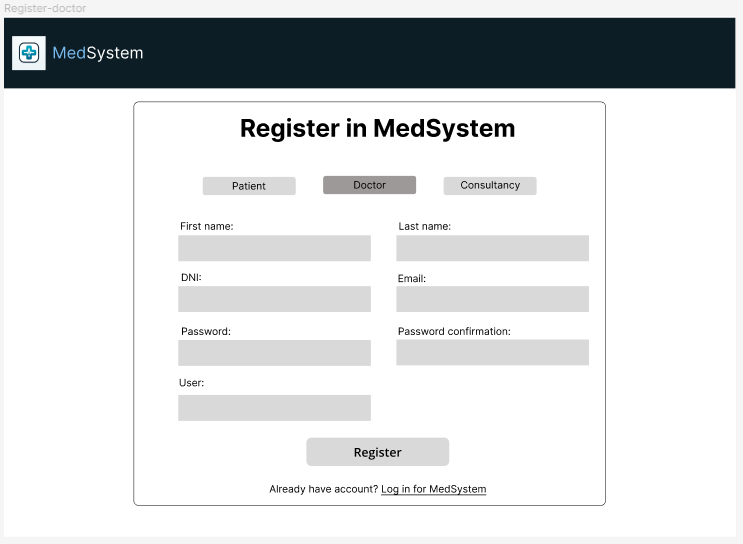 Register-doctor
MedSystem
Register in MedSystem
Patient Doctor Consultancy
First name: Last name:
DNI: Email:
Password: Password confirmation:
User:
Register
Already have account? Log in for MedSystem